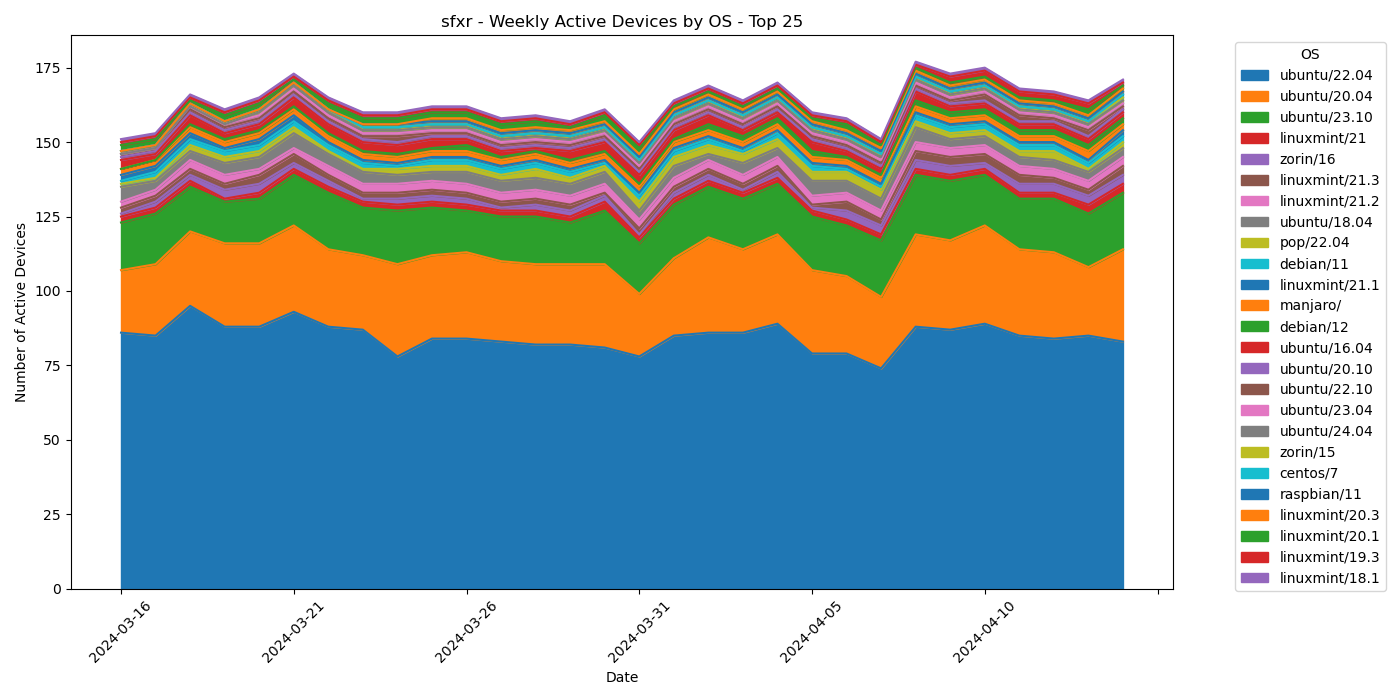 sfxr - Weekly Active Devices by OS - Top 25
Number of Active Devices
175
150
125
100
75
50
25
0
2024-03-16
2024-03-21
2024-03-26
2024-03-31
2024-04-05
2024-04-10
Date
OS
ubuntu/22.04
ubuntu/20.04
ubuntu/23.10
linuxmint/21
zorin/16
linuxmint/21.3
linuxmint/21.2
ubuntu/18.04
pop/22.04
debian/11
linuxmint/21.1
manjaro/
debian/12
ubuntu/16.04
ubuntu/20.10
ubuntu/22.10
ubuntu/23.04
ubuntu/24.04
zorin/15
centos/7
raspbian/11
linuxmint/20.3
linuxmint/20.1
linuxmint/19.3
linuxmint/18.1